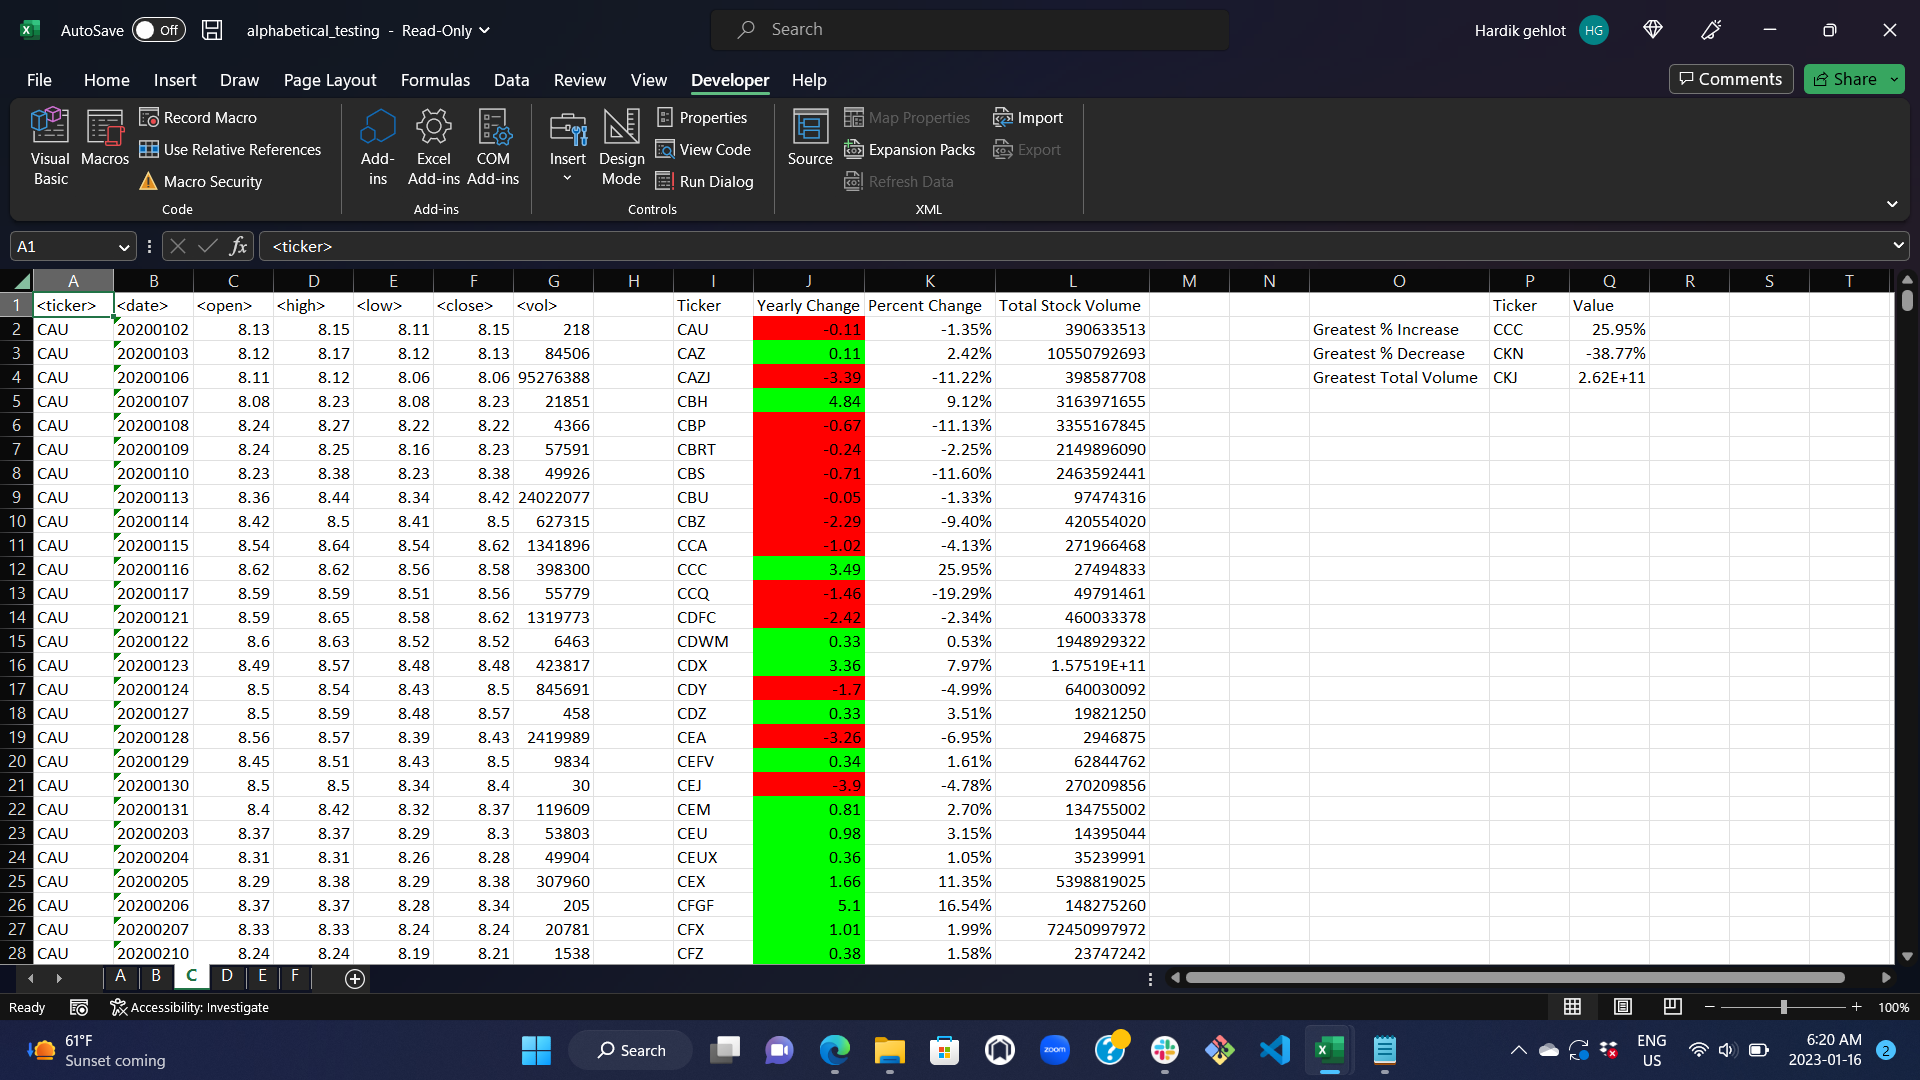 AutoSave Off alphabetical_testing - Read-Only Search Hardik gehlot HG
File Home Insert Draw Page Layout Formulas Data Review View Developer Help Comments Share
Visual Basic Macros Record Macro Use Relative References Macro Security Code
Add-ins Excel Add-ins COM Add-ins Add-ins
Insert Design Mode Properties View Code Run Dialog Controls
Source Map Properties Expansion Packs Refresh Data Import Export XML
A1 fx <ticker>
A B C D E F G H I J K L M N O P Q R S T
1 <ticker> <date> <open> <high> <low> <close> <vol> Ticker Yearly Change Percent Change Total Stock Volume Ticker Value
2 CAU 20200102 8.13 8.15 8.11 8.15 218 CAU -0.11 -1.35% 390633513 Greatest % Increase CCC 25.95%
3 CAU 20200103 8.12 8.17 8.12 8.13 84506 CAZ 0.11 2.42% 10550792693 Greatest % Decrease CKN -38.77%
4 CAU 20200106 8.11 8.12 8.06 8.06 95276388 CAZJ -3.39 -11.22% 398587708 Greatest Total Volume CKJ 2.62E+11
5 CAU 20200107 8.08 8.23 8.08 8.23 21851 CBH 4.84 9.12% 3163971655
6 CAU 20200108 8.24 8.27 8.22 8.22 4366 CBP -0.67 -11.13% 3355167845
7 CAU 20200109 8.24 8.25 8.16 8.23 57591 CBRT -0.24 -2.25% 2149896090
8 CAU 20200110 8.23 8.38 8.23 8.38 49926 CBS -0.71 -11.60% 2463592441
9 CAU 20200113 8.36 8.44 8.34 8.42 24022077 CBU -0.05 -1.33% 97474316
10 CAU 20200114 8.42 8.5 8.41 8.5 627315 CBZ -2.29 -9.40% 420554020
11 CAU 20200115 8.54 8.64 8.54 8.62 1341896 CCA -1.02 -4.13% 271966468
12 CAU 20200116 8.62 8.62 8.56 8.58 398300 CCC 3.49 25.95% 27494833
13 CAU 20200117 8.59 8.59 8.51 8.56 55779 CCQ -1.46 -19.29% 49791461
14 CAU 20200121 8.59 8.65 8.58 8.62 1319773 CDFC -2.42 -2.34% 460033378
15 CAU 20200122 8.6 8.63 8.52 8.52 6463 CDWM 0.33 0.53% 1948929322
16 CAU 20200123 8.49 8.57 8.48 8.48 423817 CDX 3.36 7.97% 1.57519E+11
17 CAU 20200124 8.5 8.54 8.43 8.5 845691 CDY -1.7 -4.99% 640030092
18 CAU 20200127 8.5 8.59 8.48 8.57 458 CDZ 0.33 3.51% 19821250
19 CAU 20200128 8.56 8.57 8.39 8.43 2419989 CEA -3.26 -6.95% 2946875
20 CAU 20200129 8.45 8.51 8.43 8.5 9834 CEFV 0.34 1.61% 62844762
21 CAU 20200130 8.5 8.5 8.34 8.4 30 CEJ -3.9 -4.78% 270209856
22 CAU 20200131 8.4 8.42 8.32 8.37 119609 CEM 0.81 2.70% 134755002
23 CAU 20200203 8.37 8.37 8.29 8.3 53803 CEU 0.98 3.15% 14395044
24 CAU 20200204 8.31 8.31 8.26 8.28 49904 CEUX 0.36 1.05% 35239991
25 CAU 20200205 8.29 8.38 8.29 8.38 307960 CEX 1.66 11.35% 5398819025
26 CAU 20200206 8.37 8.37 8.28 8.34 205 CFGF 5.1 16.54% 148275260
27 CAU 20200207 8.33 8.33 8.24 8.24 20781 CFX 1.01 1.99% 72450997972
28 CAU 20200210 8.24 8.24 8.19 8.21 1538 CFZ 0.38 1.58% 23747242
A B C D E F
Ready Accessibility: Investigate 100%
61°F Search zoom ENG 6:20 AM
Sunset coming US 2023-01-16 2